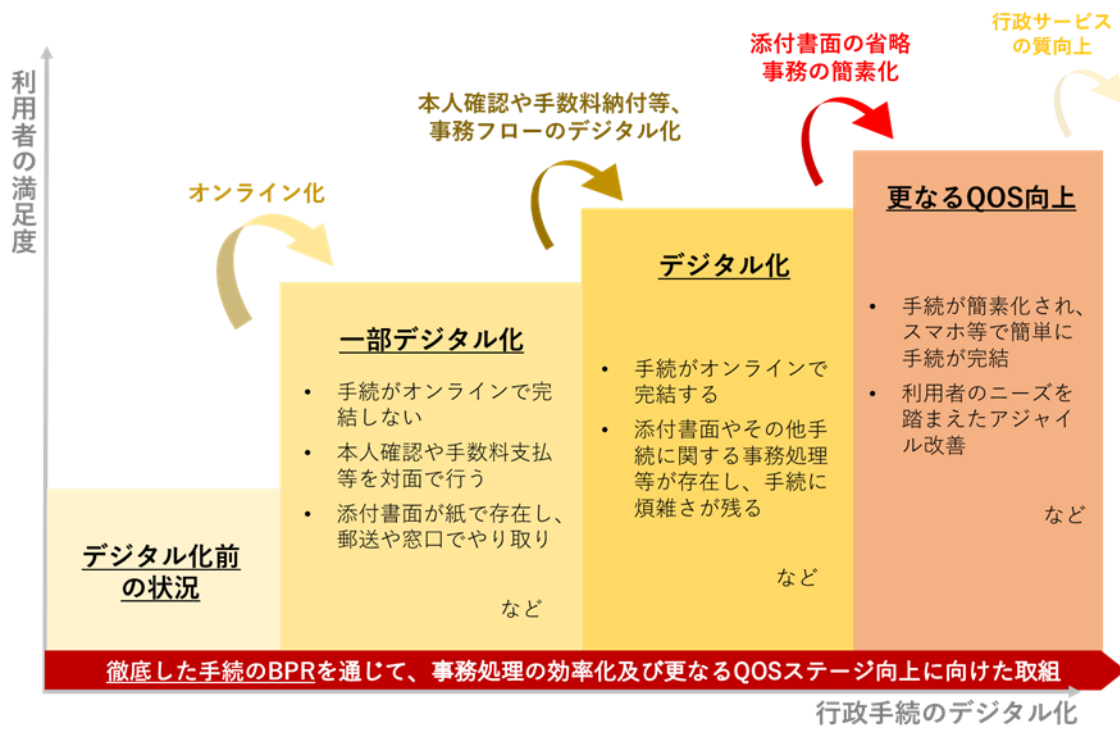 利用者の満足度
オンライン化
本人確認や手数料納付等、
事務フローのデジタル化
添付書面の省略
事務の簡素化
行政サービス
の質向上
デジタル化前
の状況
一部デジタル化
• 手続がオンラインで完
結しない
• 本人確認や手数料支払
等を対面で行う
• 添付書面が紙で存在し、
郵送や窓口でやり取り
など
デジタル化
• 手続がオンラインで
完結する
• 添付書面やその他手
続に関する事務処理
等が存在し、手続に
煩雑さが残る
など
更なるQOS向上
• 手続が簡素化され、
スマホ等で簡単に
手続が完結
• 利用者のニーズを
踏まえたアジャイ
ル改善
など
徹底した手続のBPRを通じて、事務処理の効率化及び更なるQOSステージ向上に向けた取組
行政手続のデジタル化